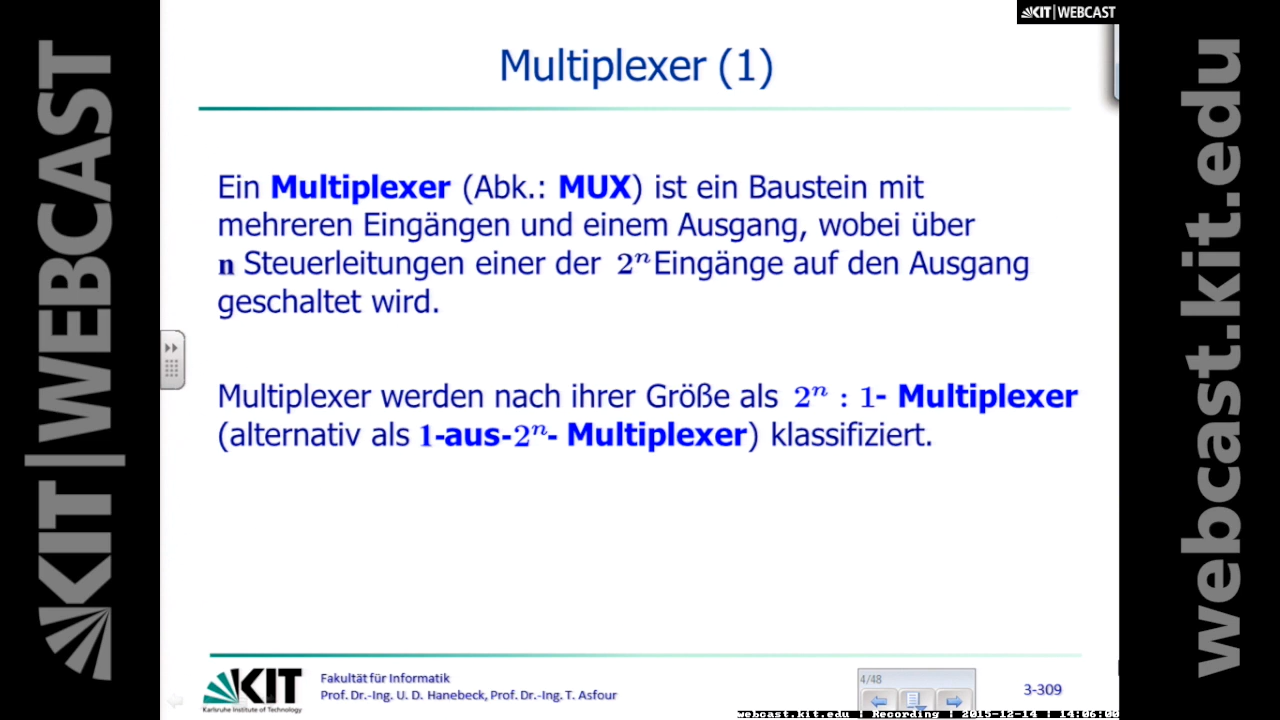 KIT|WEBCAST
Multiplexer (1)
Ein Multiplexer (Abk.: MUX) ist ein Baustein mit
mehreren Eingängen und einem Ausgang, wobei über
n Steuerleitungen einer der 2ⁿ Eingänge auf den Ausgang
geschaltet wird.
Multiplexer werden nach ihrer Größe als 2ⁿ : 1- Multiplexer
(alternativ als 1-aus-2ⁿ- Multiplexer) klassifiziert.
KIT
Karlsruhe Institute of Technology
Fakultät für Informatik
Prof. Dr.-Ing. U. D. Hanebeck, Prof. Dr.-Ing. T. Asfour
4/48
3-309
webcast.kit.edu | Recording | 2015-12-14 | 14:06:00
KIT|WEBCAST
webcast.kit.edu